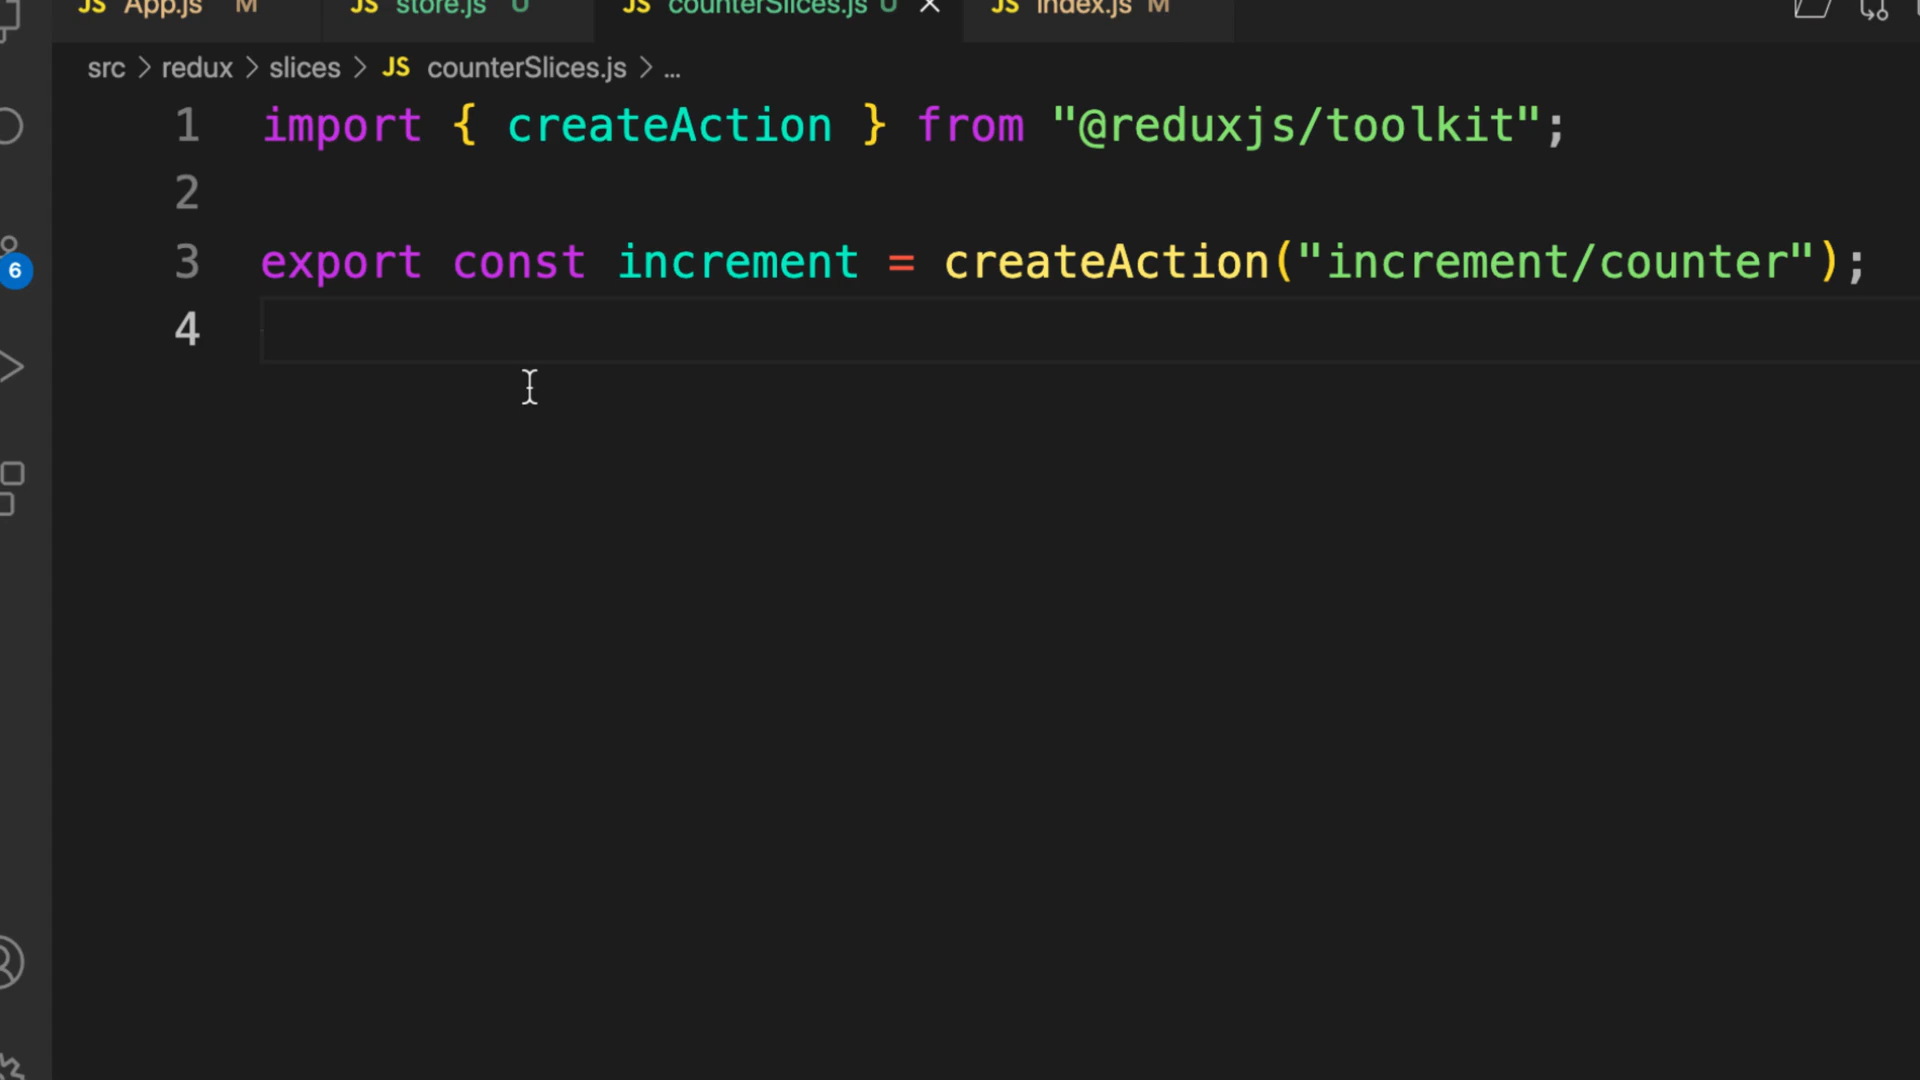 JS App.js M JS store.js U JS counterSlices.js U JS index.js M
src > redux > slices > JS counterSlices.js > ...
1 import { createAction } from "@reduxjs/toolkit";
2
3 export const increment = createAction("increment/counter");
4
6